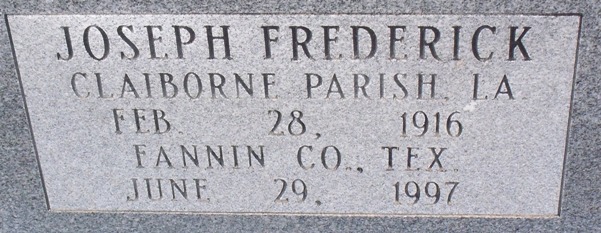 JOSEPH FREDERICK
CLAIBORNE PARISH, LA.
FEB. 28, 1916
FANNIN CO., TEX.
JUNE 29, 1997